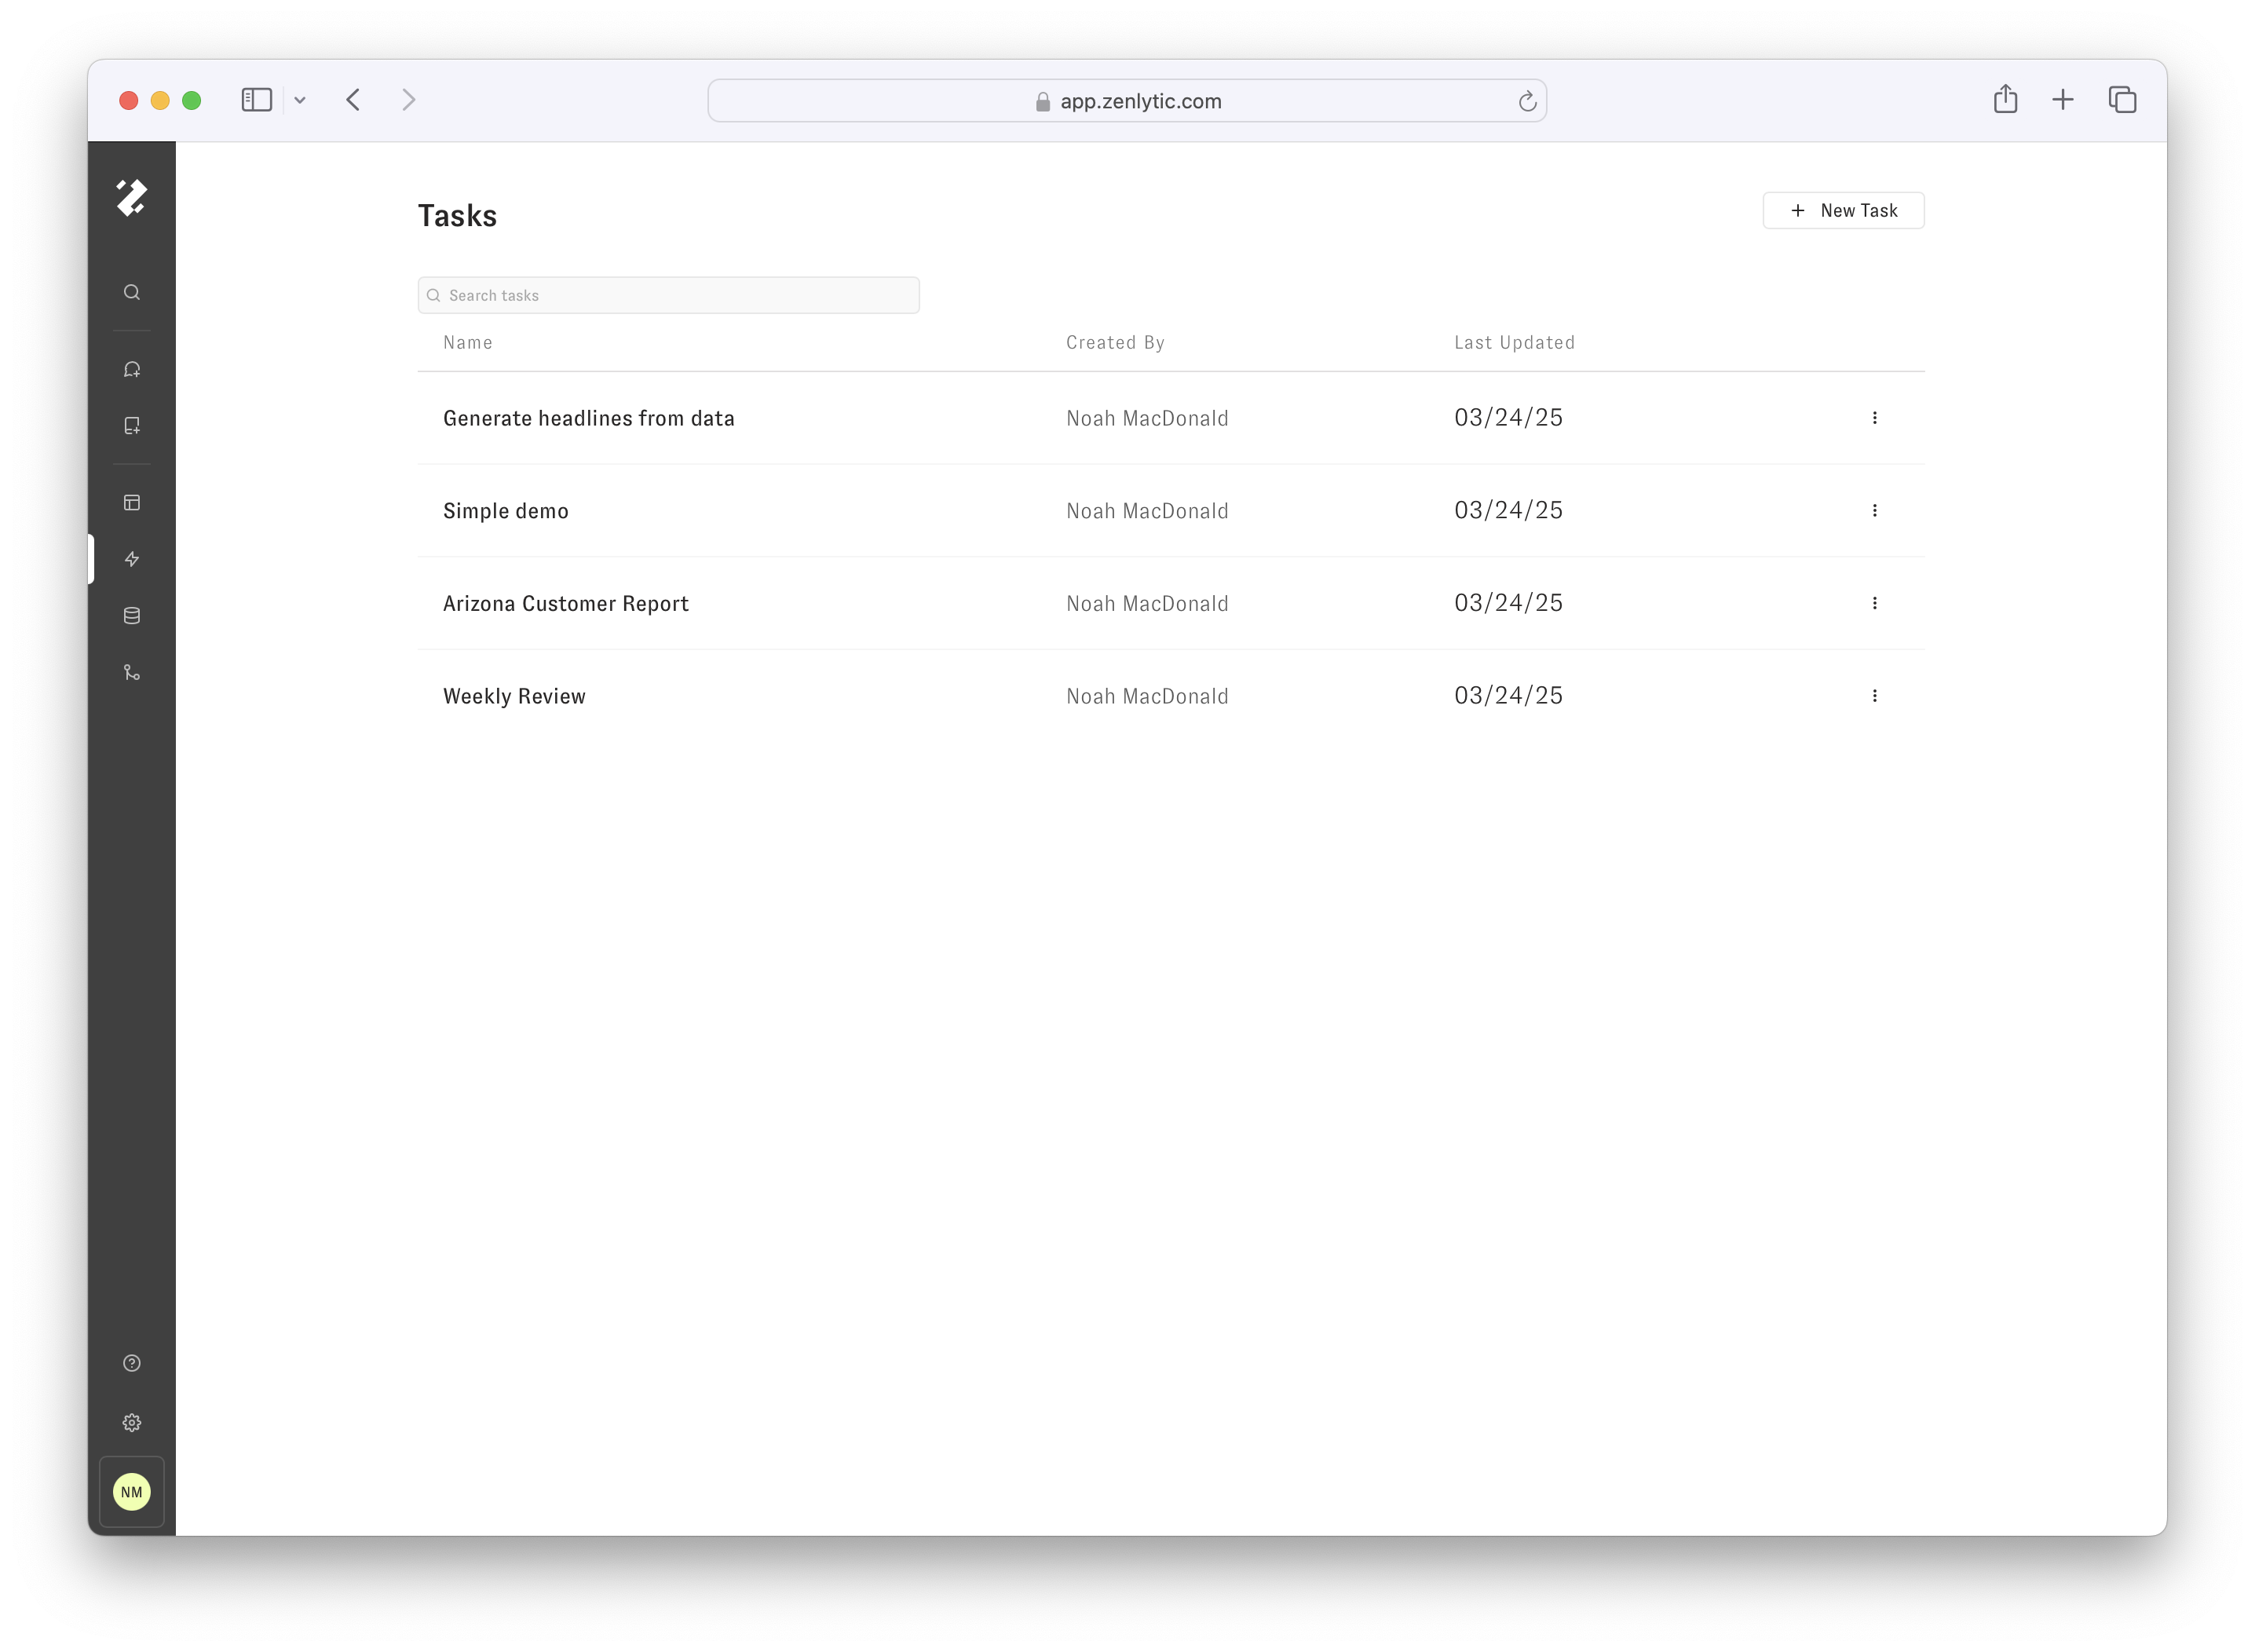 app.zenlytic.com
Tasks
New Task
Search tasks
Name Created By Last Updated
Generate headlines from data Noah MacDonald 03/24/25
Simple demo Noah MacDonald 03/24/25
Arizona Customer Report Noah MacDonald 03/24/25
Weekly Review Noah MacDonald 03/24/25
NM